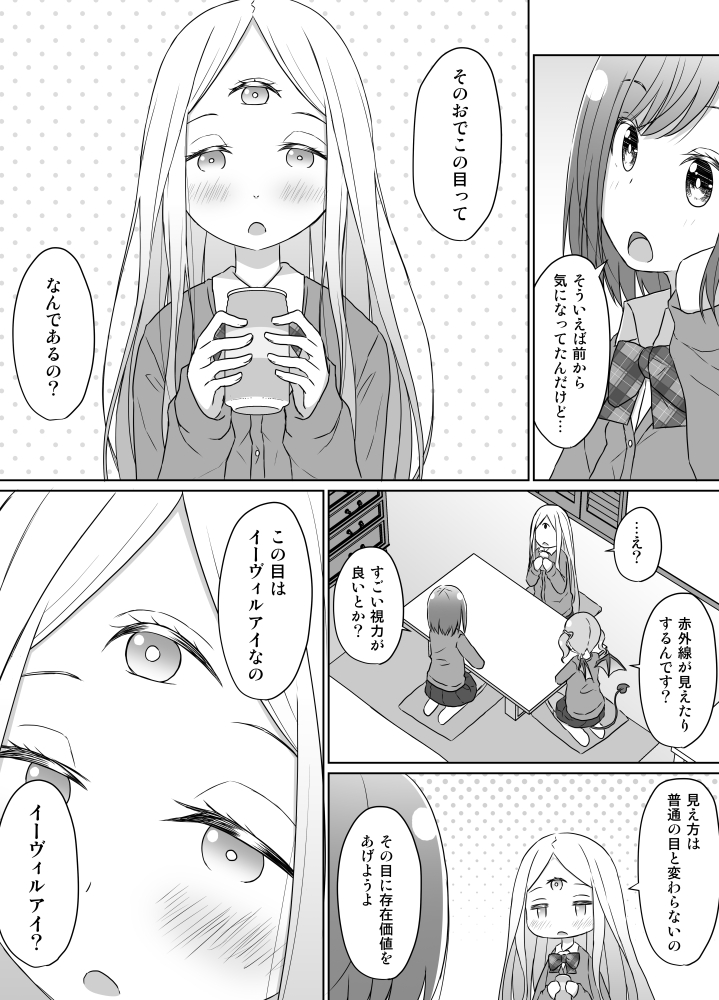 そういえば前から
気になってたんだけど…
そのおでこの目って
なんであるの？
…え？
赤外線が見えたり
するんです？
すごい視力が
良いとか？
見え方は
普通の目と変わらないの
その目に存在価値を
あげようよ
この目は
イーヴィルアイなの
イーヴィルアイ？